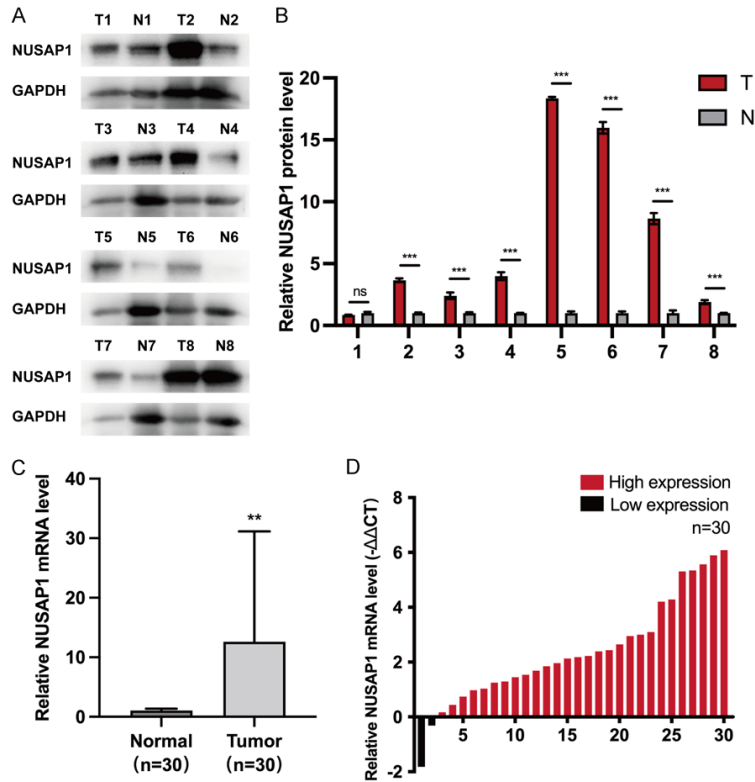 A
T1 N1 T2 N2
NUSAP1
GAPDH
T3 N3 T4 N4
NUSAP1
GAPDH
T5 N5 T6 N6
NUSAP1
GAPDH
T7 N7 T8 N8
NUSAP1
GAPDH
B
Relative NUSAP1 protein level
20
15
10
5
0
ns *** *** *** *** *** *** ***
1 2 3 4 5 6 7 8
T
N
C
Relative NUSAP1 mRNA level
40
30
20
10
0
**
Normal Tumor
(n=30) (n=30)
D
High expression
Low expression
n=30
Relative NUSAP1 mRNA level (-ΔΔCT)
8
6
4
2
0
-2
5 10 15 20 25 30